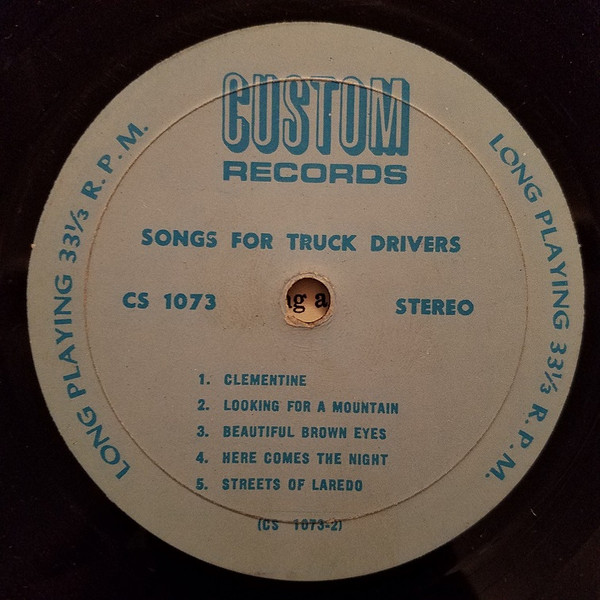 CUSTOM
RECORDS
LONG PLAYING 33⅓ R.P.M.
LONG PLAYING 33⅓ R.P.M.
SONGS FOR TRUCK DRIVERS
CS 1073
STEREO
1. CLEMENTINE
2. LOOKING FOR A MOUNTAIN
3. BEAUTIFUL BROWN EYES
4. HERE COMES THE NIGHT
5. STREETS OF LAREDO
(CS 1073-2)